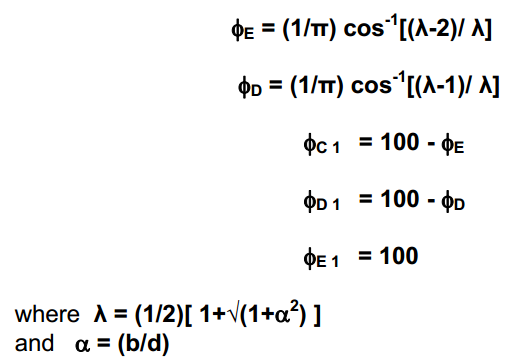 ϕE = (1/π) cos⁻¹[(λ-2)/ λ]
ϕD = (1/π) cos⁻¹[(λ-1)/ λ]
ϕC 1 = 100 - ϕE
ϕD 1 = 100 - ϕD
ϕE 1 = 100
where λ = (1/2)[ 1+√(1+α²) ]
and α = (b/d)